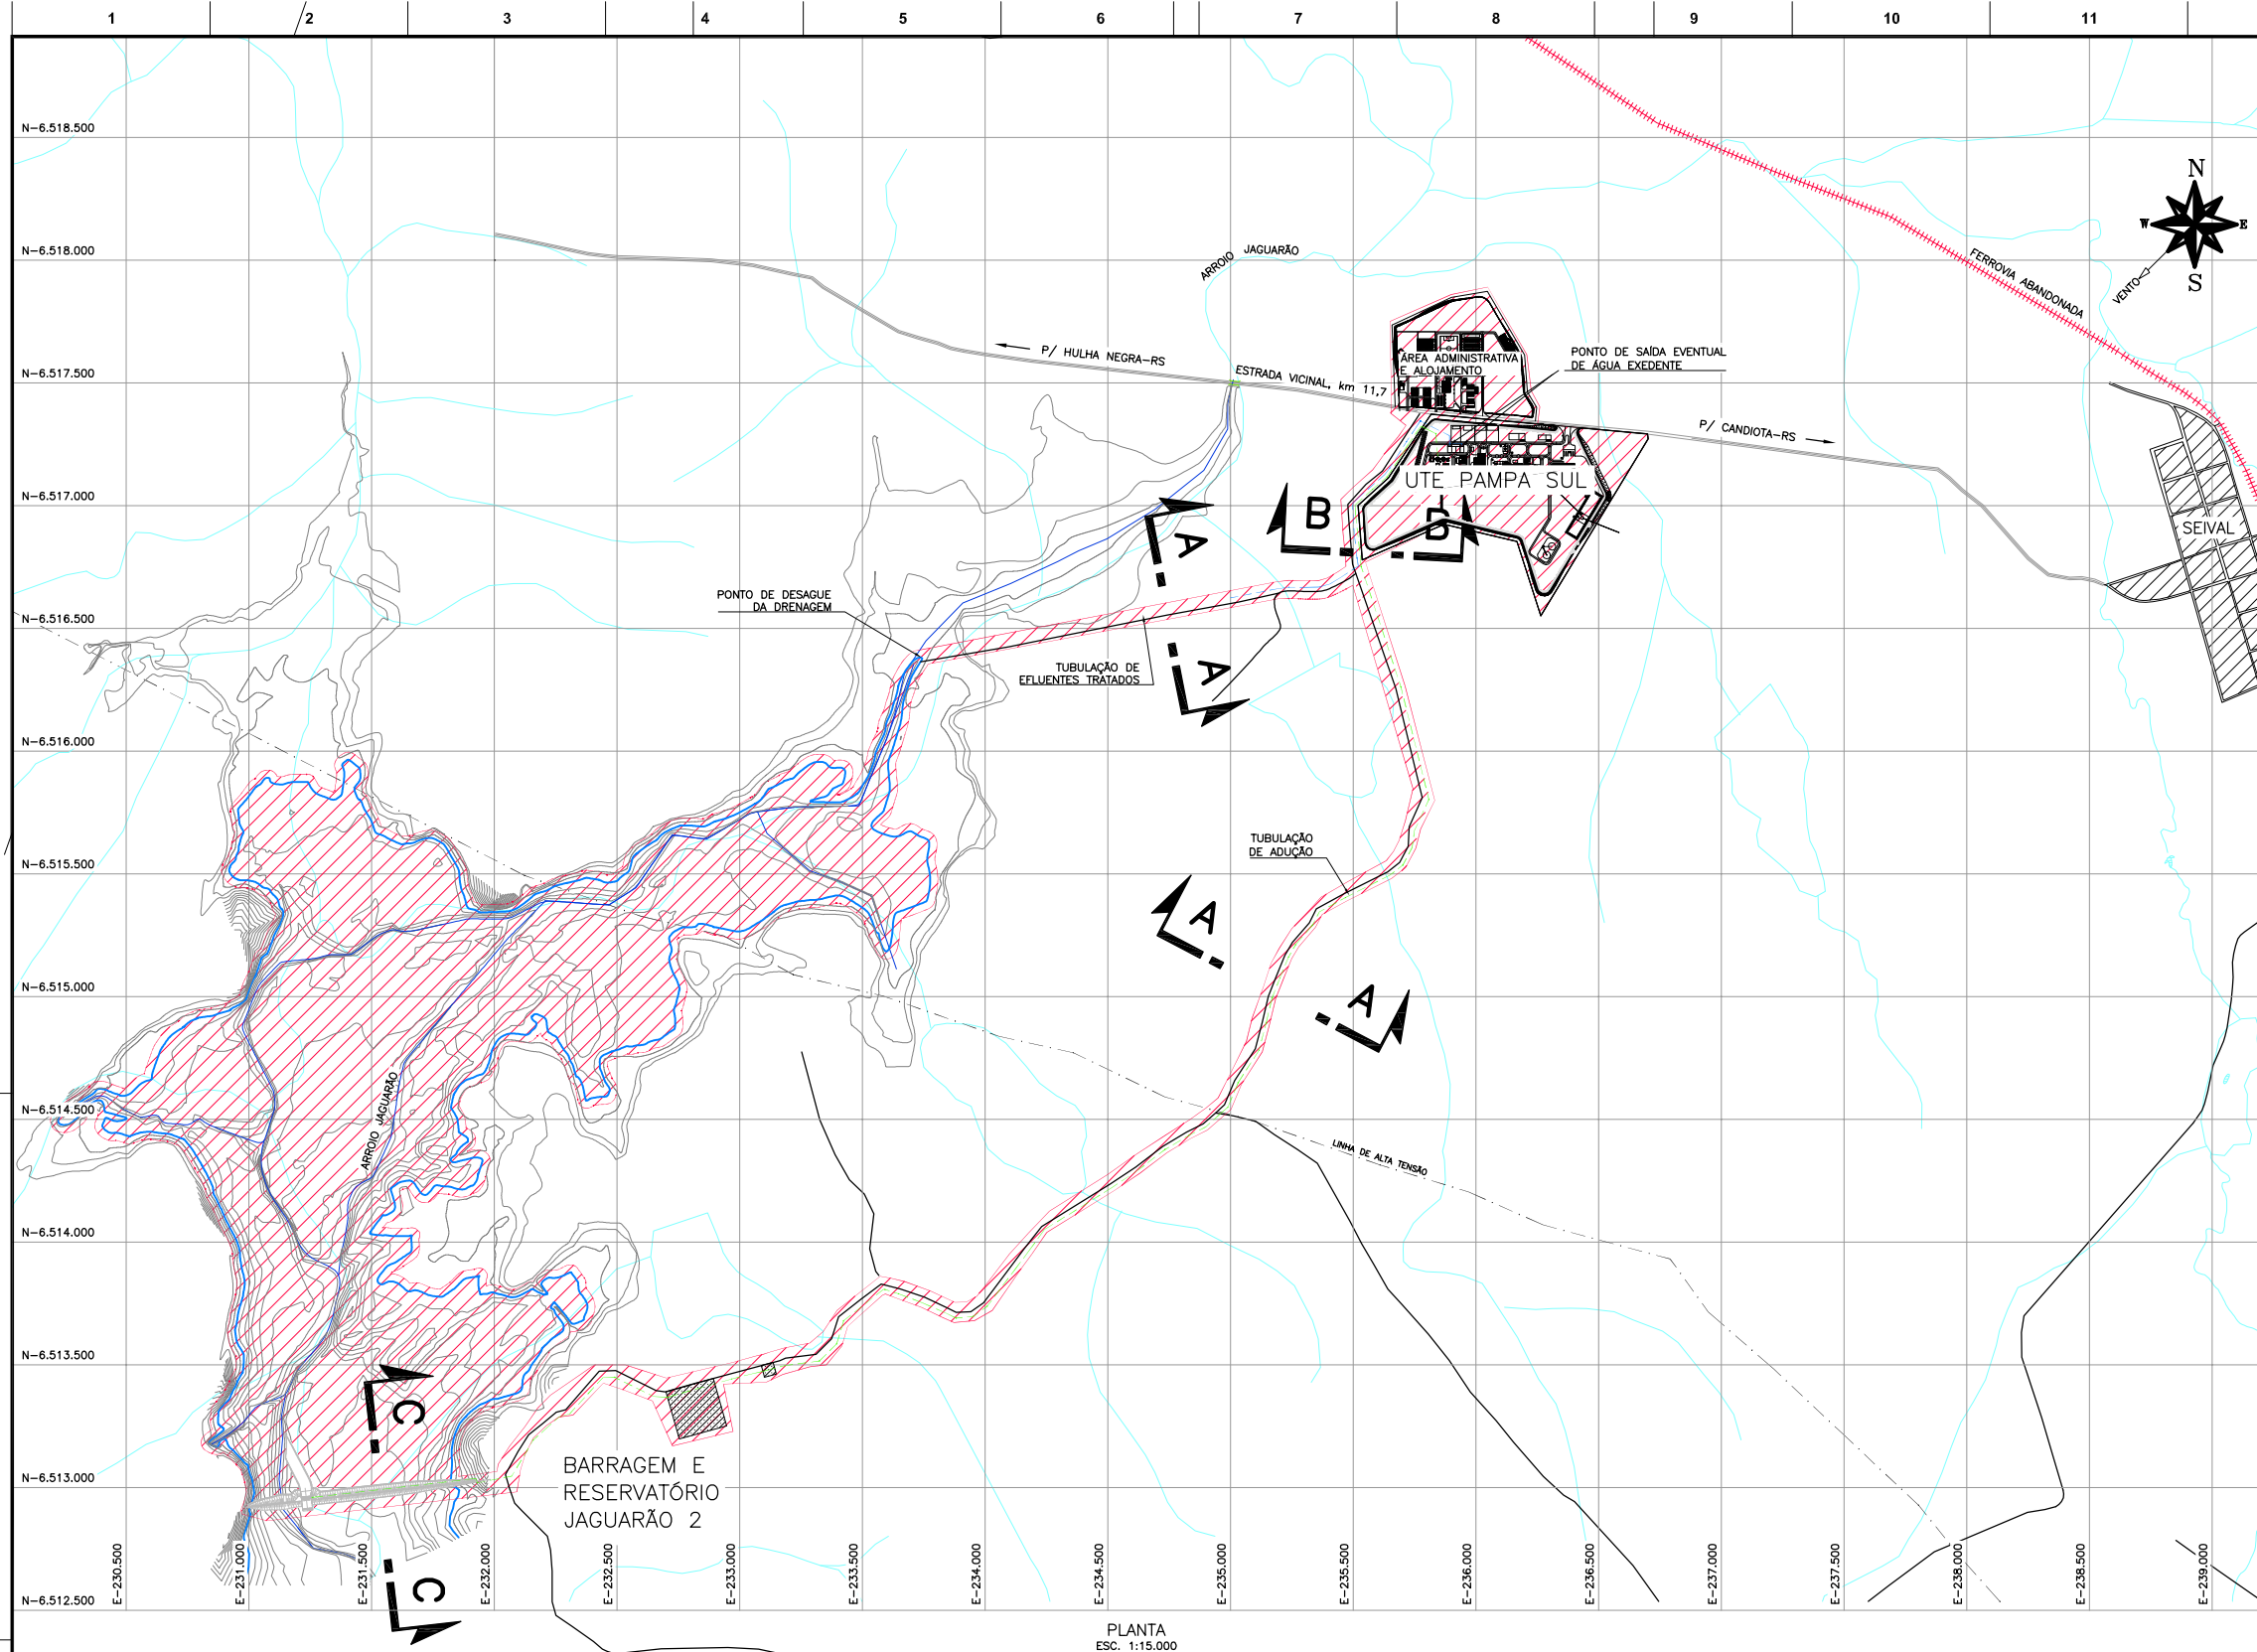 1 2 3 4 5 6 7 8 9 10 11
N-6.518.500
N-6.518.000
N-6.517.500
N-6.517.000
N-6.516.500
N-6.516.000
N-6.515.500
N-6.515.000
N-6.514.500
N-6.514.000
N-6.513.500
N-6.513.000
N-6.512.500
N
W
E
S
VENTO
FERROVIA ABANDONADA
ARROIO JAGUARÃO
P/ HULHA NEGRA-RS
ESTRADA VICINAL, km 11,7
ÁREA ADMINISTRATIVA
E ALOJAMENTO
PONTO DE SAÍDA EVENTUAL
DE ÁGUA EXEDENTE
P/ CANDIOTA-RS
UTE PAMPA SUL
SEIVAL
B
B
A
A
PONTO DE DESAGUE
DA DRENAGEM
TUBULAÇÃO DE
EFLUENTES TRATADOS
TUBULAÇÃO
DE ADUÇÃO
A
A
ARROIO JAGUARÃO
LINHA DE ALTA TENSÃO
C
C
BARRAGEM E
RESERVATÓRIO
JAGUARÃO 2
E-230.500
E-231.000
E-231.500
E-232.000
E-232.500
E-233.000
E-233.500
E-234.000
E-234.500
E-235.000
E-235.500
E-236.000
E-236.500
E-237.000
E-237.500
E-238.000
E-238.500
E-239.000
PLANTA
ESC. 1:15.000